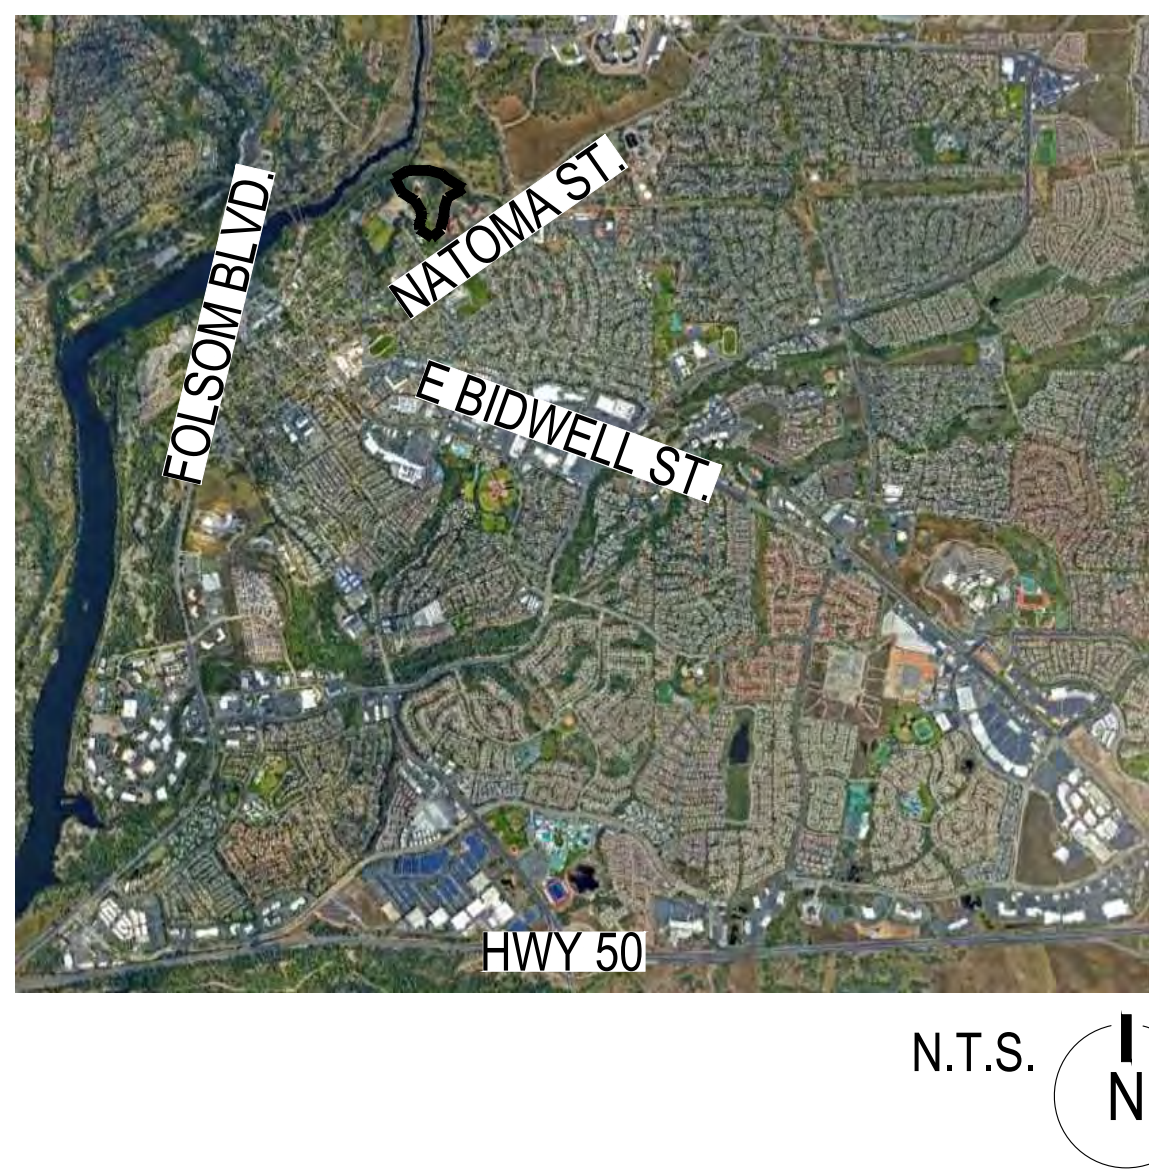 NATOMA ST.
FOLSOM BLVD.
E BIDWELL ST.
HWY 50
N.T.S.
N